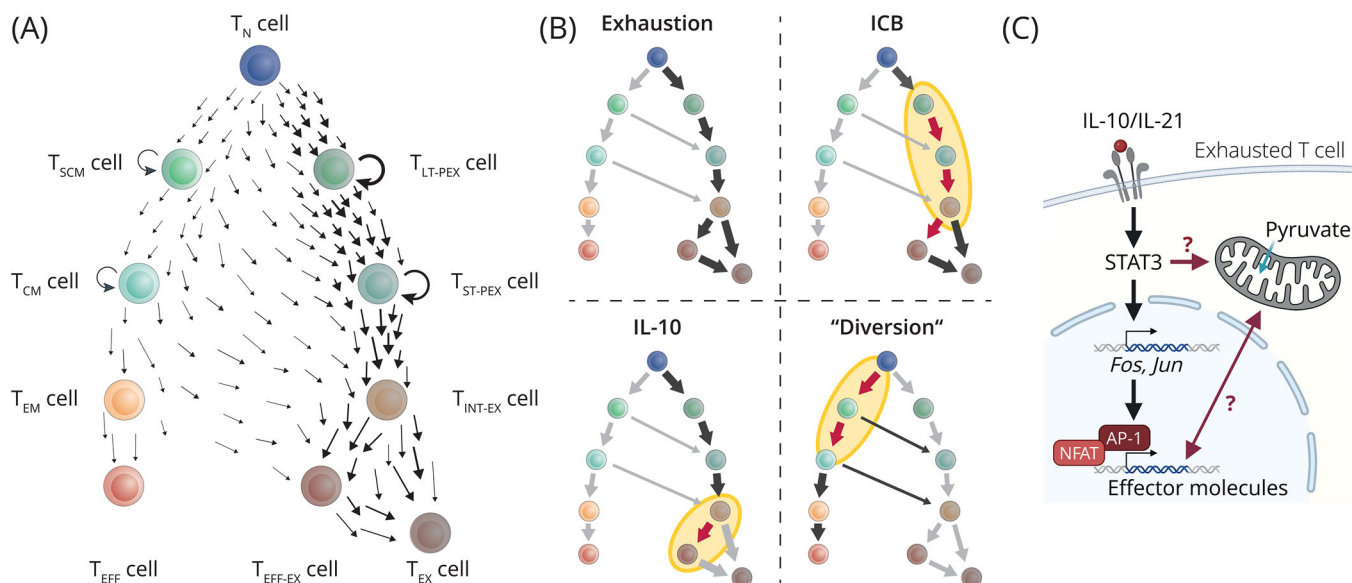 (A)
T_N cell
T_SCM cell
T_LT-PEX cell
T_CM cell
T_ST-PEX cell
T_EM cell
T_INT-EX cell
T_EFF cell
T_EFF-EX cell
T_EX cell
(B)
Exhaustion
ICB
IL-10
“Diversion“
(C)
IL-10/IL-21
Exhausted T cell
STAT3
?
Pyruvate
Fos, Jun
?
AP-1
NFAT
Effector molecules